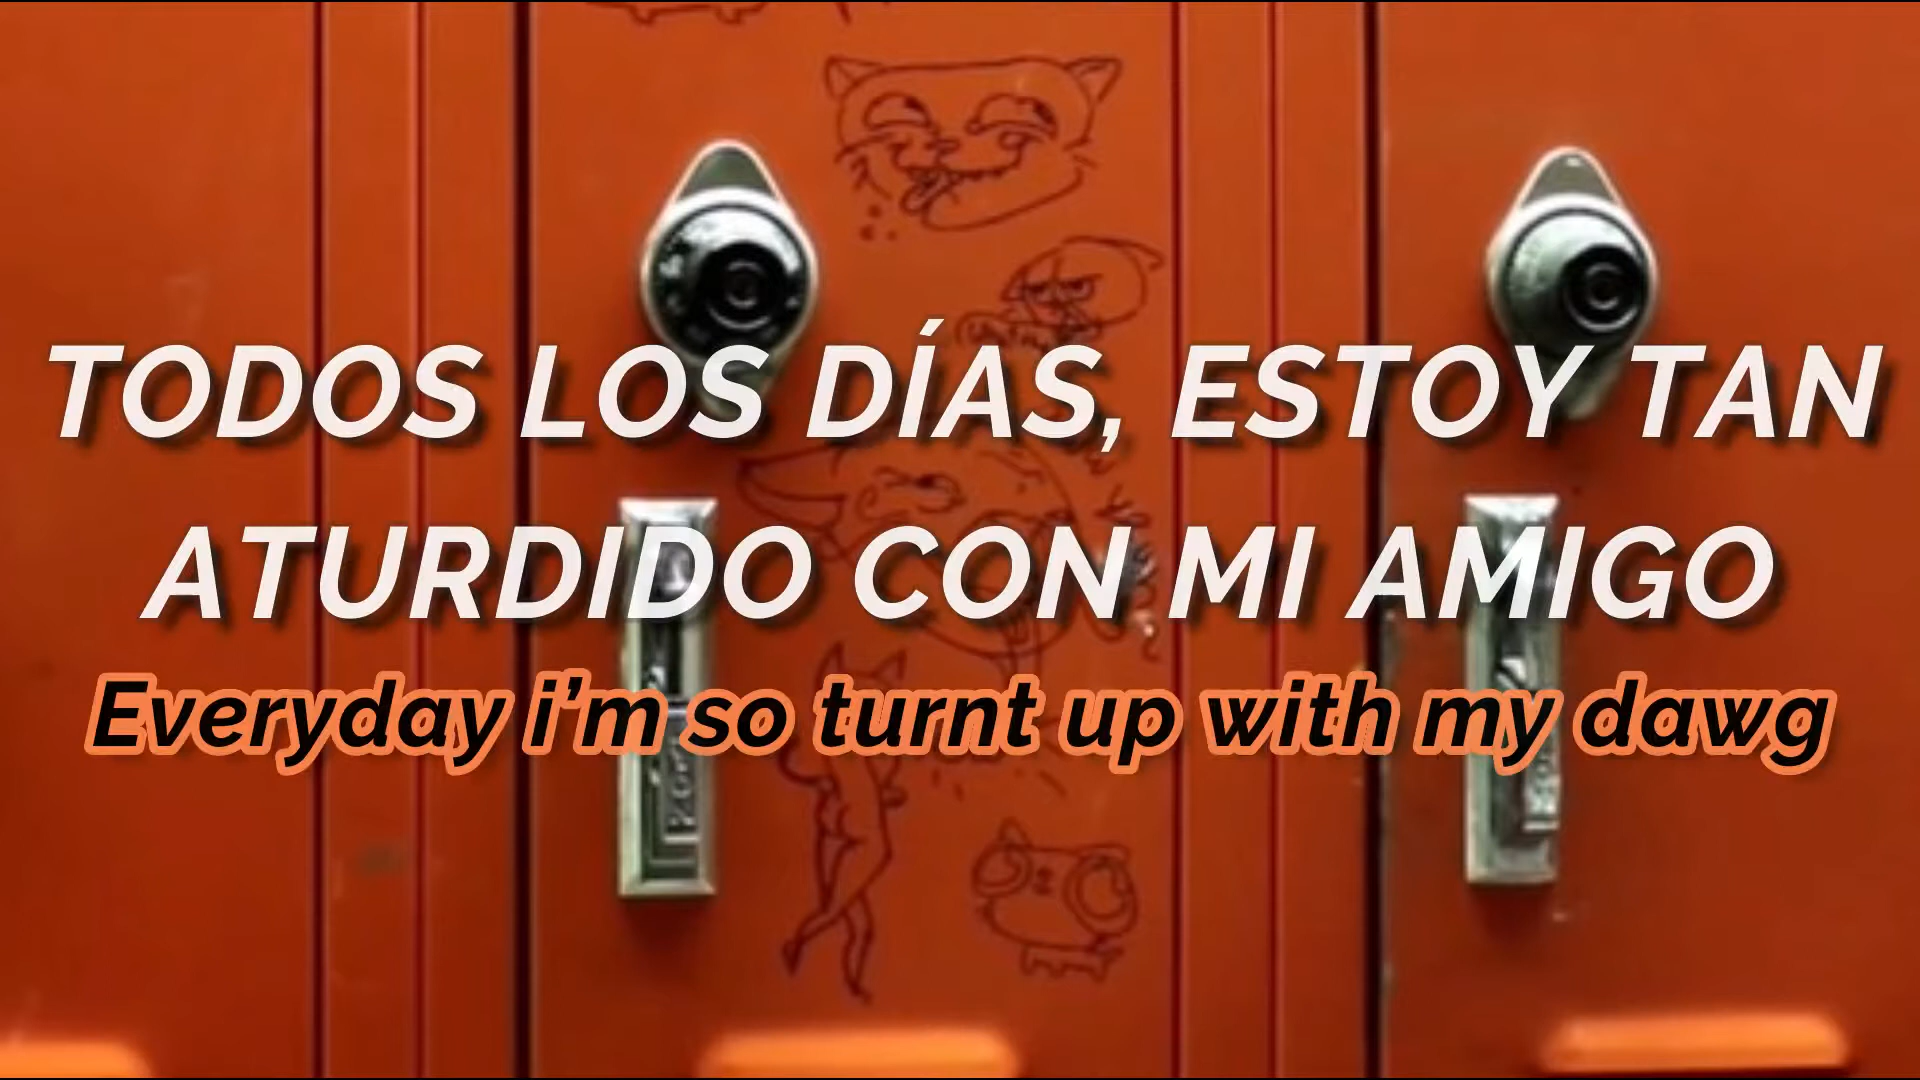 TODOS LOS DÍAS, ESTOY TAN
ATURDIDO CON MI AMIGO
Everyday i’m so turnt up with my dawg